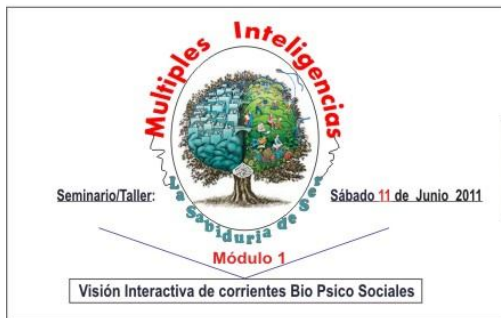 Multiples Inteligencias
La Sabiduria de Ser
Seminario/Taller:
Sábado 11 de Junio 2011
Módulo 1
Visión Interactiva de corrientes Bio Psico Sociales